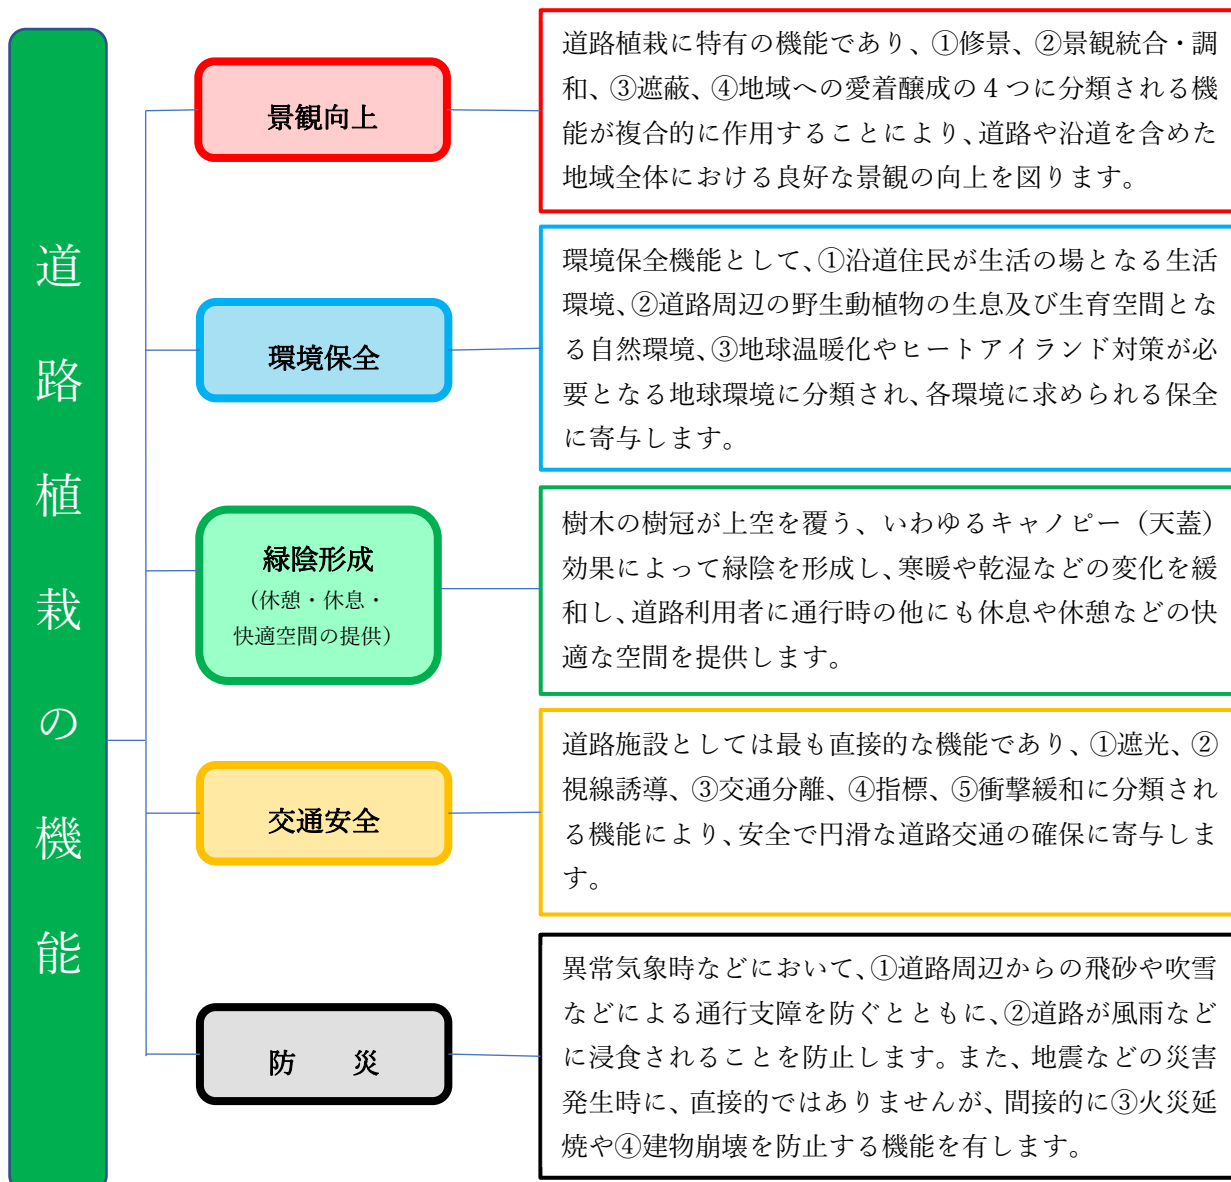 道路植栽の機能
景観向上
道路植栽に特有の機能であり、①修景、②景観統合・調
和、③遮蔽、④地域への愛着醸成の４つに分類される機
能が複合的に作用することにより、道路や沿道を含めた
地域全体における良好な景観の向上を図ります。
環境保全
環境保全機能として、①沿道住民が生活の場となる生活
環境、②道路周辺の野生動植物の生息及び生育空間とな
る自然環境、③地球温暖化やヒートアイランド対策が必
要となる地球環境に分類され、各環境に求められる保全
に寄与します。
緑陰形成
（休憩・休息・
快適空間の提供）
樹木の樹冠が上空を覆う、いわゆるキャノピー（天蓋）
効果によって緑陰を形成し、寒暖や乾湿などの変化を緩
和し、道路利用者に通行時の他にも休息や休憩などの快
適な空間を提供します。
交通安全
道路施設としては最も直接的な機能であり、①遮光、②
視線誘導、③交通分離、④指標、⑤衝撃緩和に分類され
る機能により、安全で円滑な道路交通の確保に寄与しま
す。
防　　災
異常気象時などにおいて、①道路周辺からの飛砂や吹雪
などによる通行支障を防ぐとともに、②道路が風雨など
に浸食されることを防止します。また、地震などの災害
発生時に、直接的ではありませんが、間接的に③火災延
焼や④建物崩壊を防止する機能を有します。